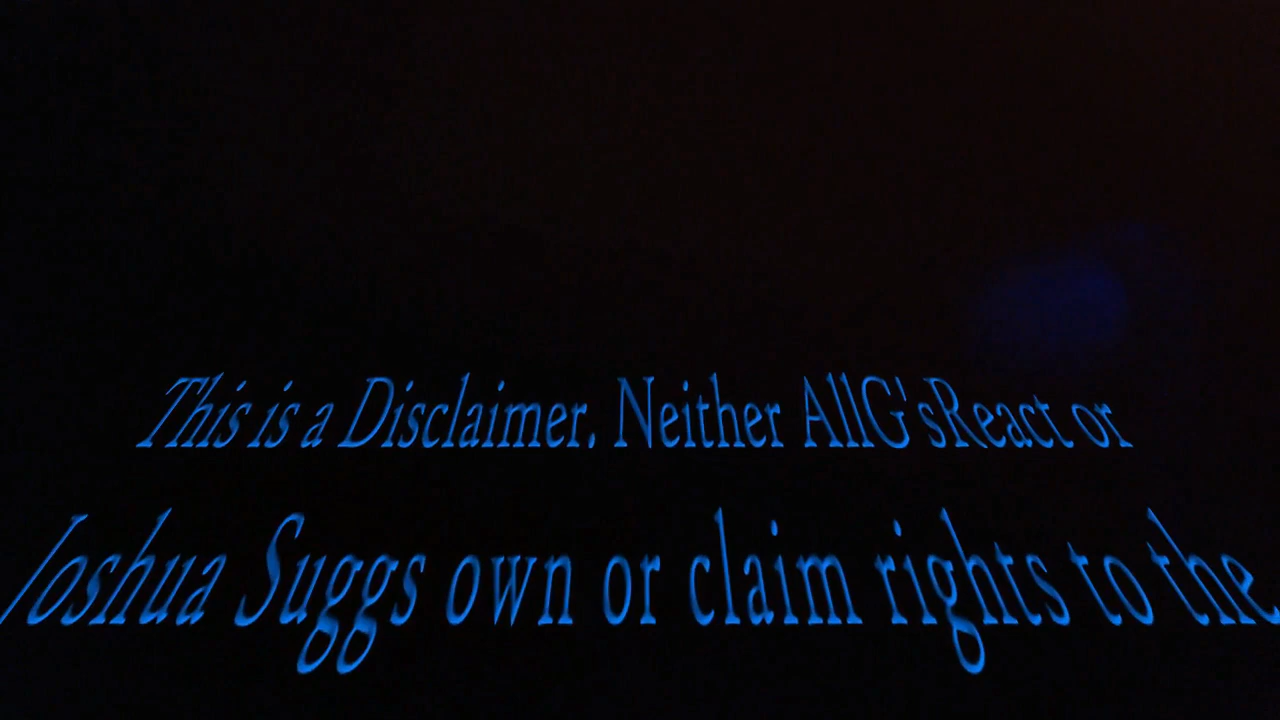 This is a Disclaimer. Neither AllG'sReact or
Joshua Suggs own or claim rights to the